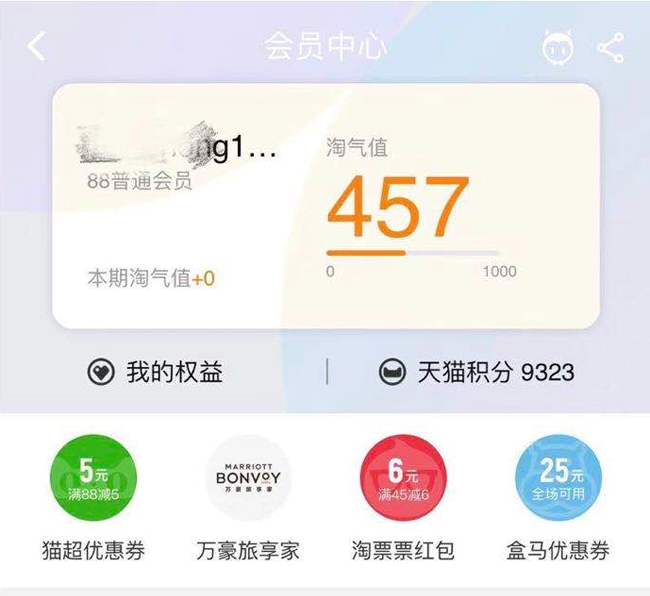 会员中心
ng1...
淘气值
88普通会员
457
0
1000
本期淘气值+0
我的权益
天猫积分 9323
5元
满88减5
MARRIOTT
BONVOY
万豪旅享家
6元
满45减6
25元
全场可用
猫超优惠券
万豪旅享家
淘票票红包
盒马优惠券